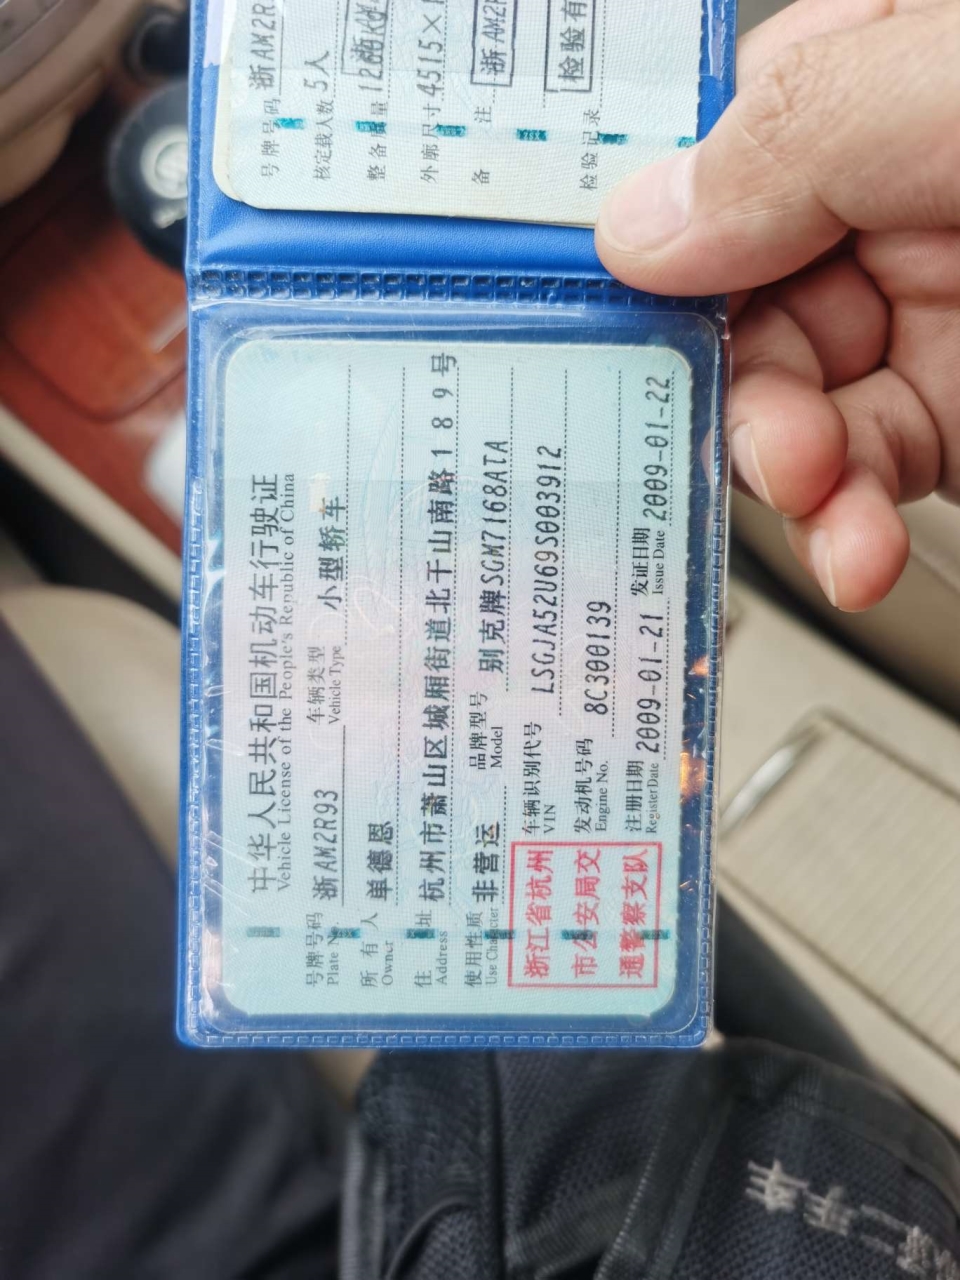 中华人民共和国机动车行驶证
Vehicle License of the People's Republic of China
号牌号码 浙AM2R93 车辆类型 小型轿车
Plate N Vehicle Type
所有人 单德恩
Owner
住址 杭州市萧山区城厢街道北干山南路189号
Address
使用性质 非营运 品牌型号 别克牌SGM7168ATA
Use Character Model
浙江省杭州
市公安局交
通警察支队
车辆识别代号 LSGJA52U69S003912
VIN
发动机号码 8C300139
Engine No.
注册日期 2009-01-21 发证日期 2009-01-22
Register Date Issue Date
号牌号码 浙AM2R
核定载人数 5人
整备质量
外廓尺寸 4515×
备注 浙AM2
检验有
检验记录